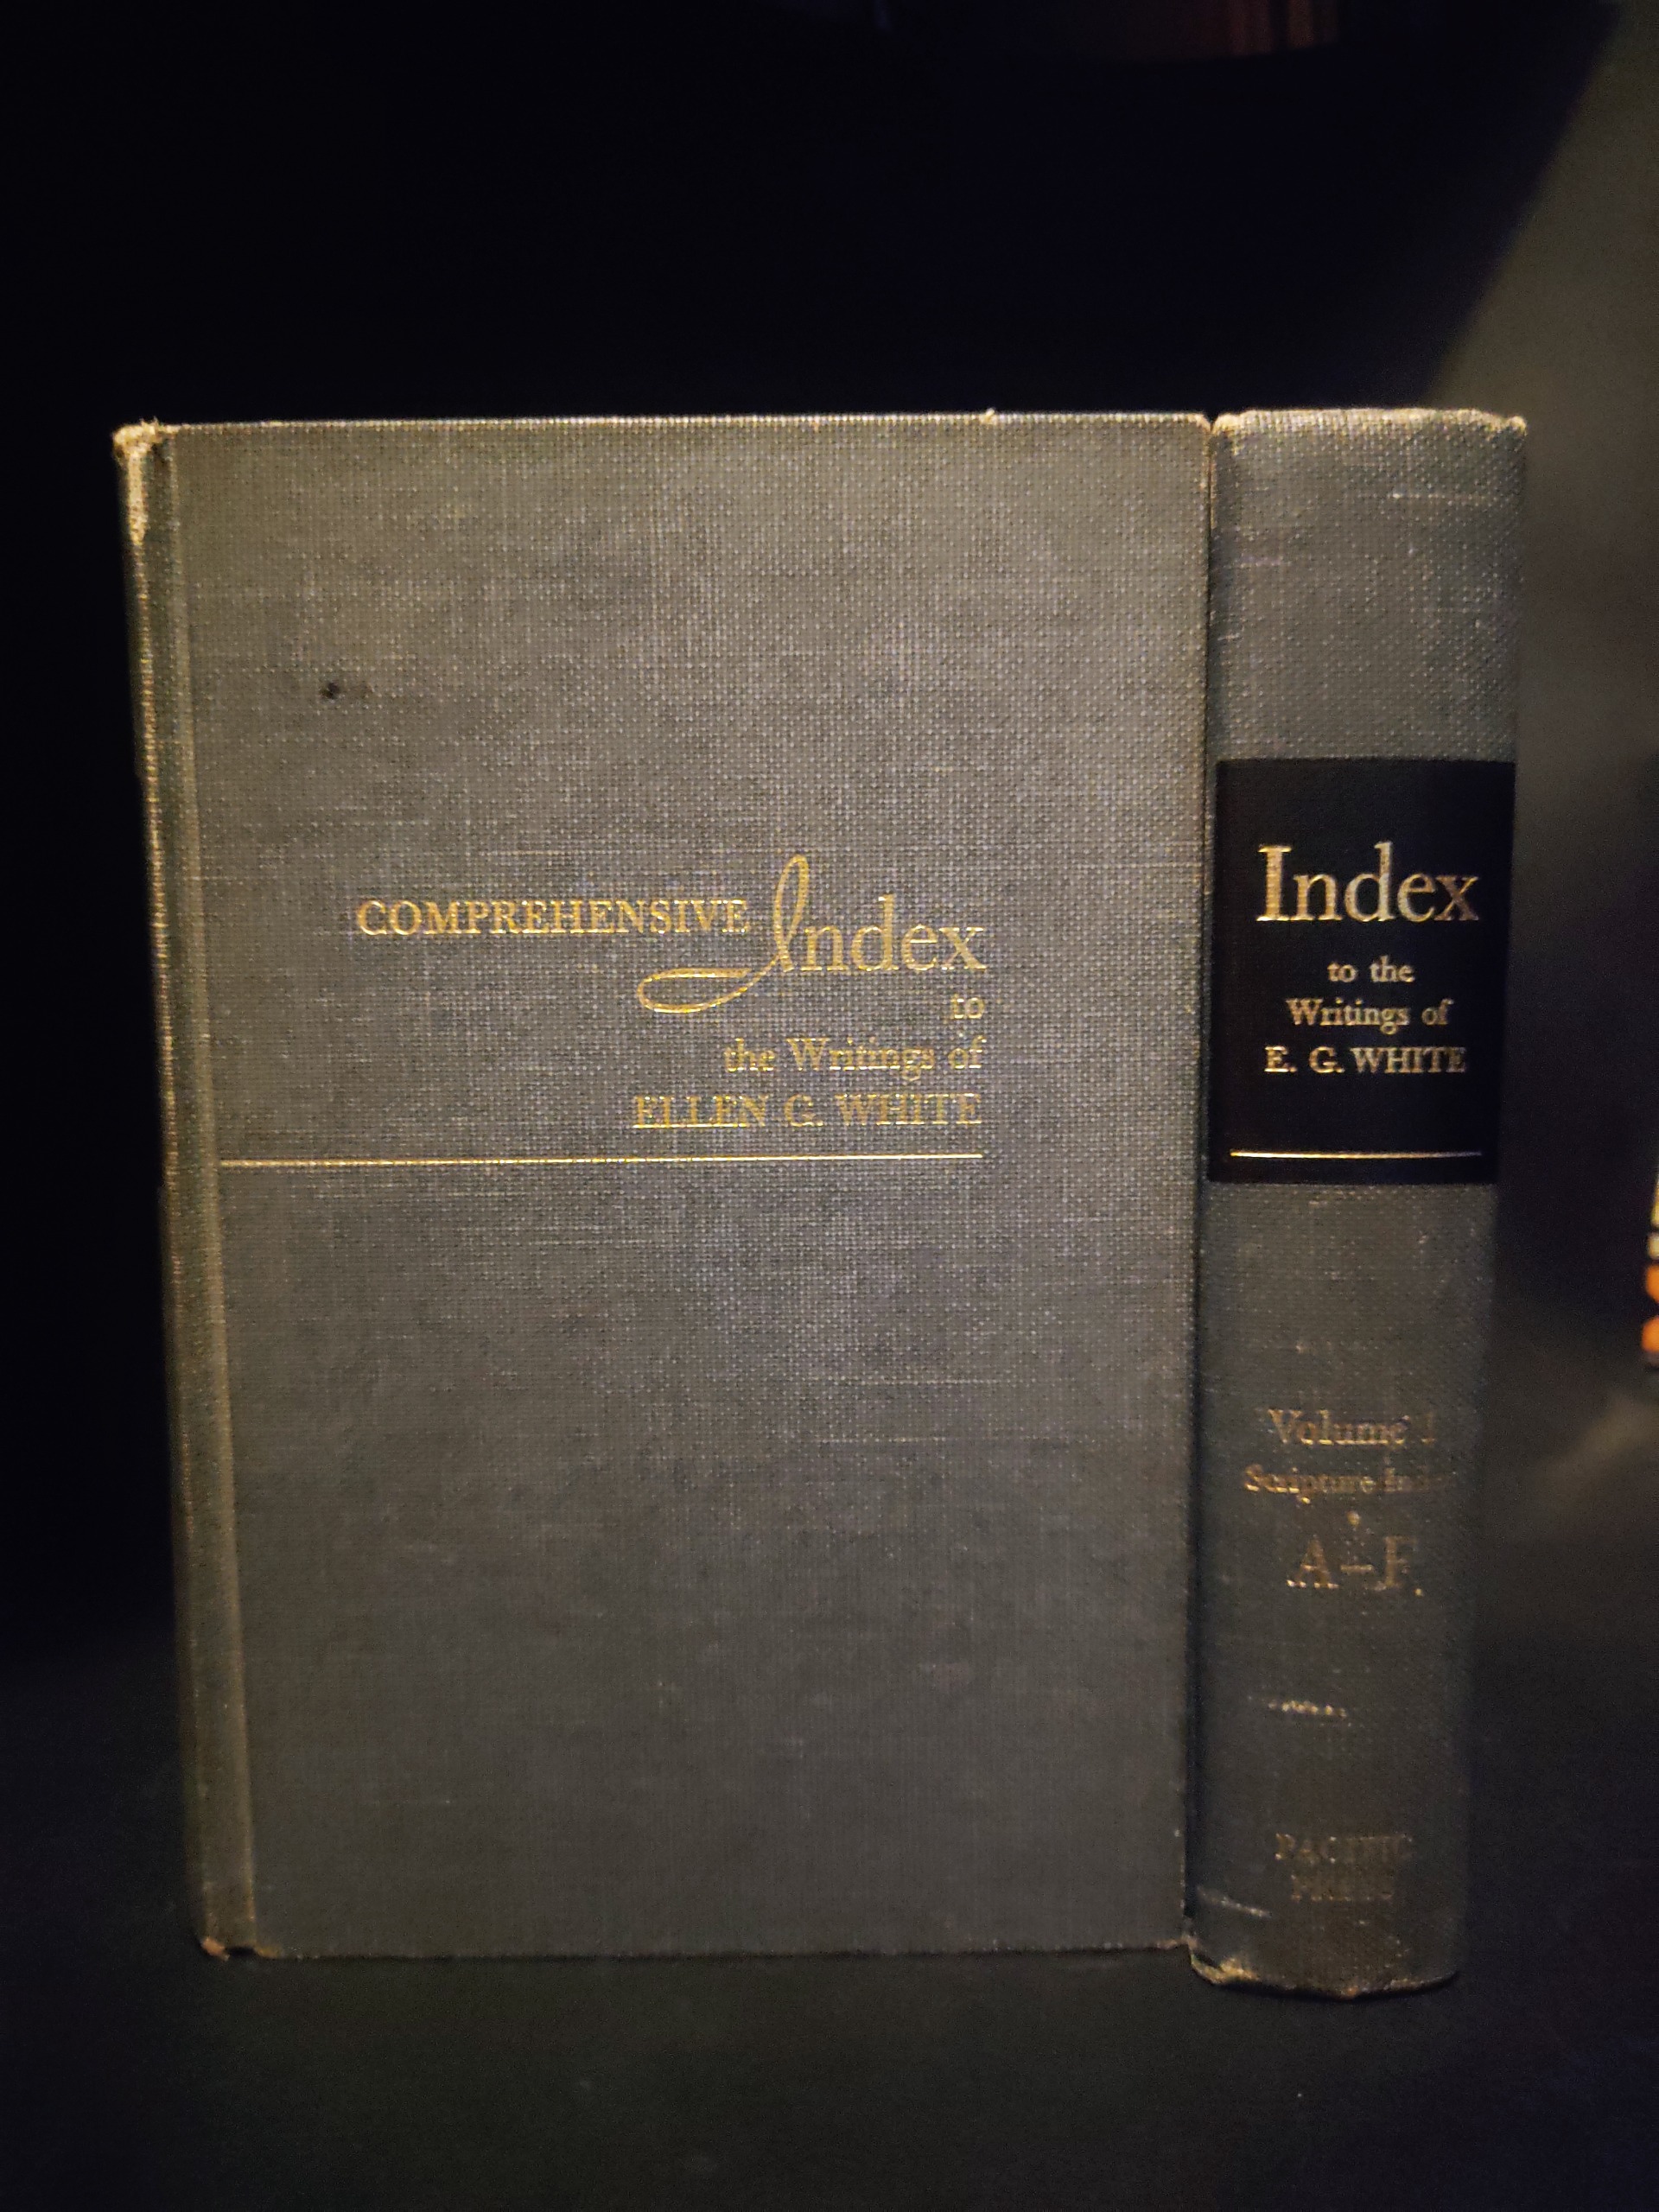 COMPREHENSIVE Index
to
the Writings of
ELLEN G. WHITE
Index
to the
Writings of
E. G. WHITE
Volume 1
Scripture
A–F
PACIFIC
PRESS